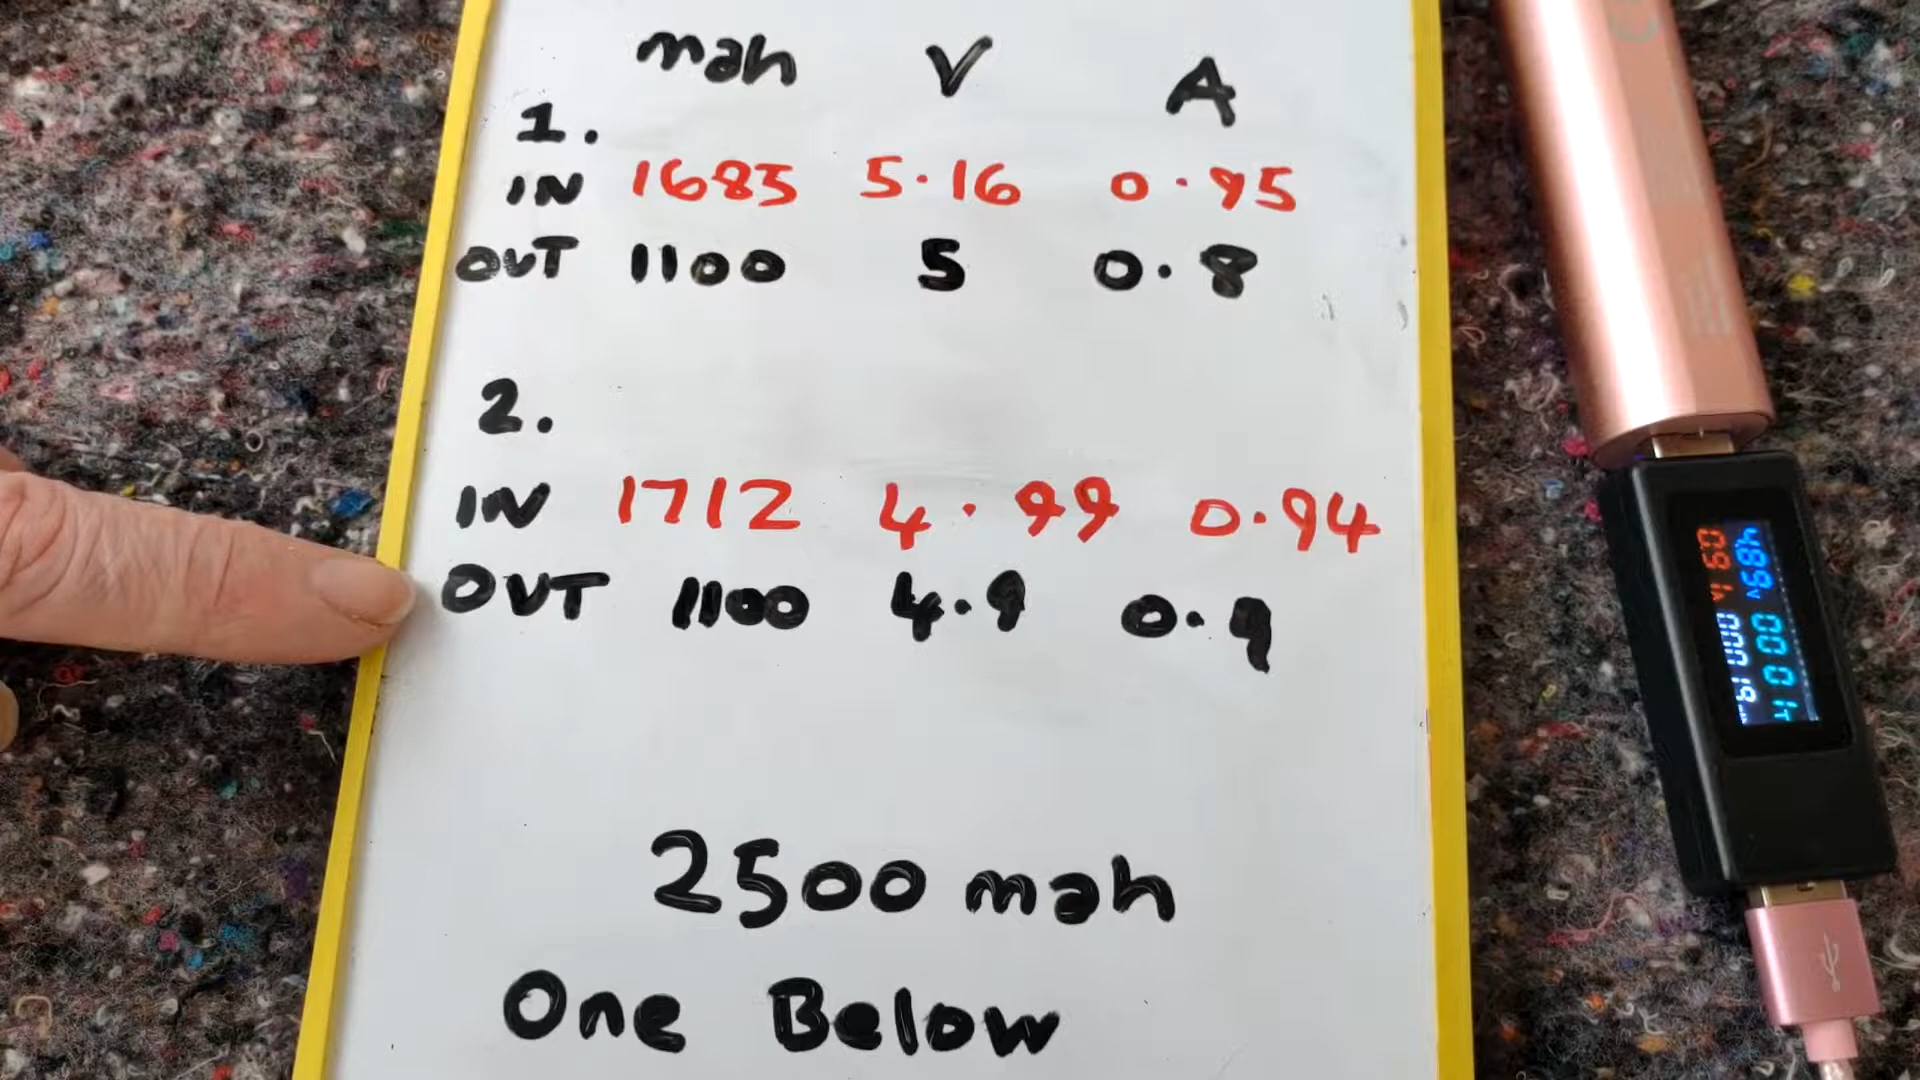 mah V A
1.
IN 1685 5.16 0.95
OUT 1100 5 0.8
2.
IN 1712 4.99 0.94
OUT 1100 4.9 0.9
2500 mah
One Below